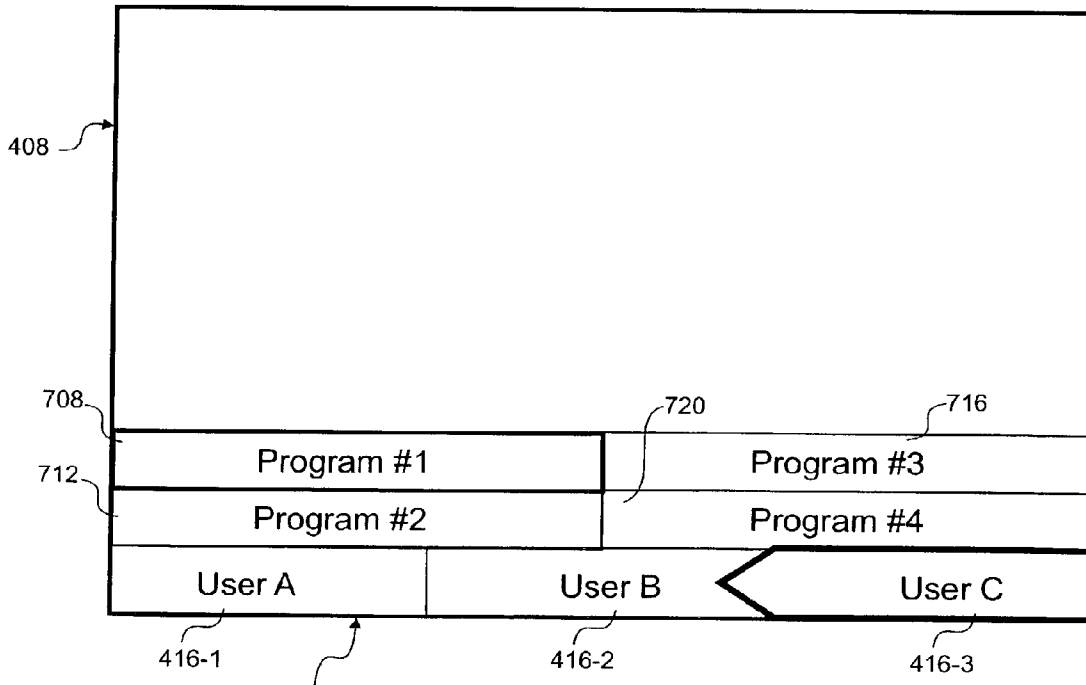 408
708
720
716
Program #1
Program #3
712
Program #2
Program #4
User A
User B
User C
416-1
416-2
416-3